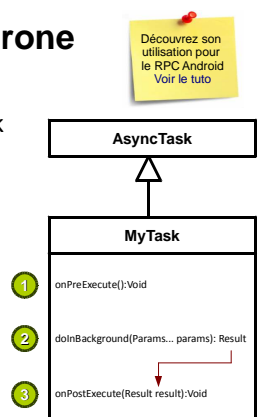 rone
Découvrez son
utilisation pour
le RPC Android
Voir le tuto
k
AsyncTask
MyTask
1 onPreExecute():Void
2 doInBackground(Params... params): Result
3 onPostExecute(Result result):Void